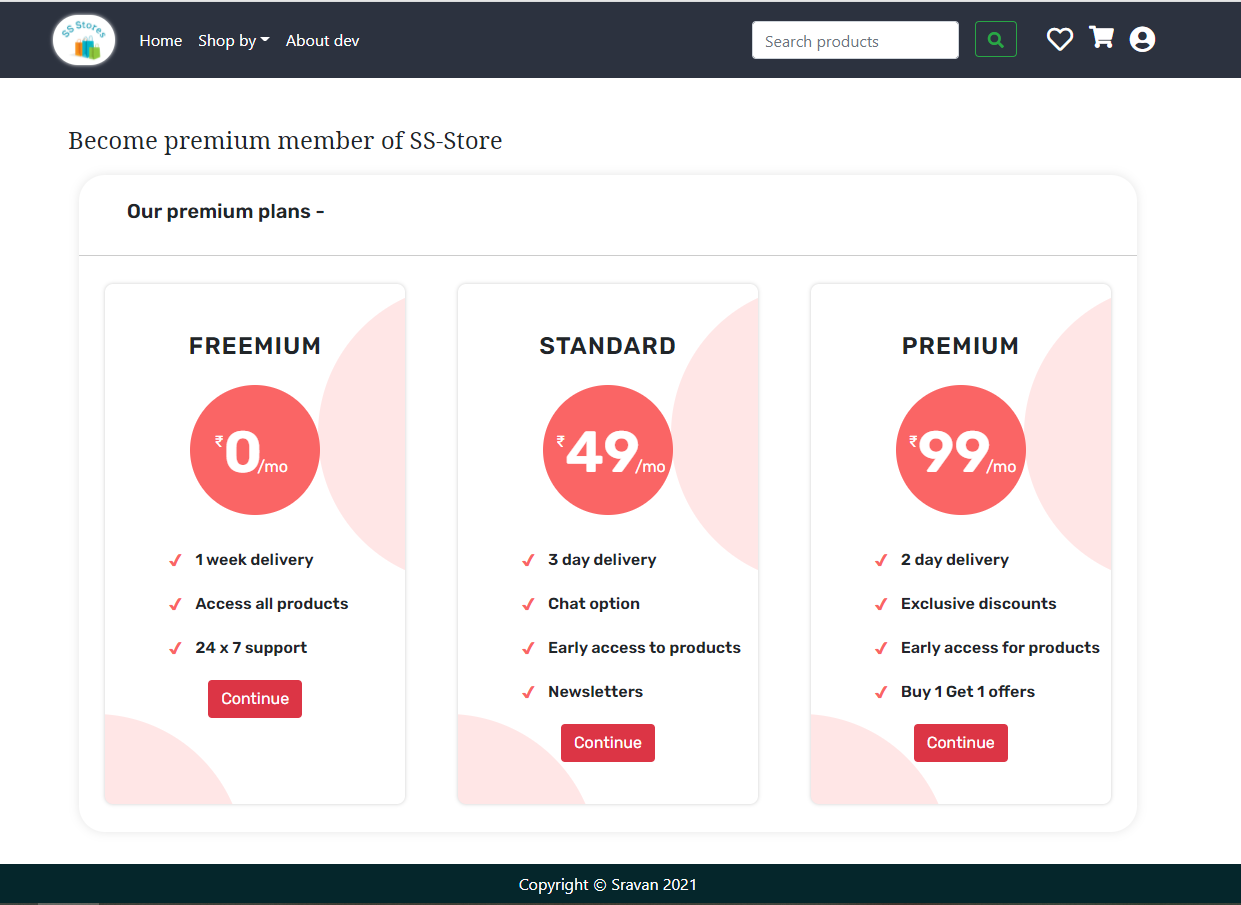 SS Stores
Home
Shop by
About dev
Search products
Become premium member of SS-Store
Our premium plans -
FREEMIUM
₹0/mo
1 week delivery
Access all products
24 x 7 support
Continue
STANDARD
₹49/mo
3 day delivery
Chat option
Early access to products
Newsletters
Continue
PREMIUM
₹99/mo
2 day delivery
Exclusive discounts
Early access for products
Buy 1 Get 1 offers
Continue
Copyright © Sravan 2021